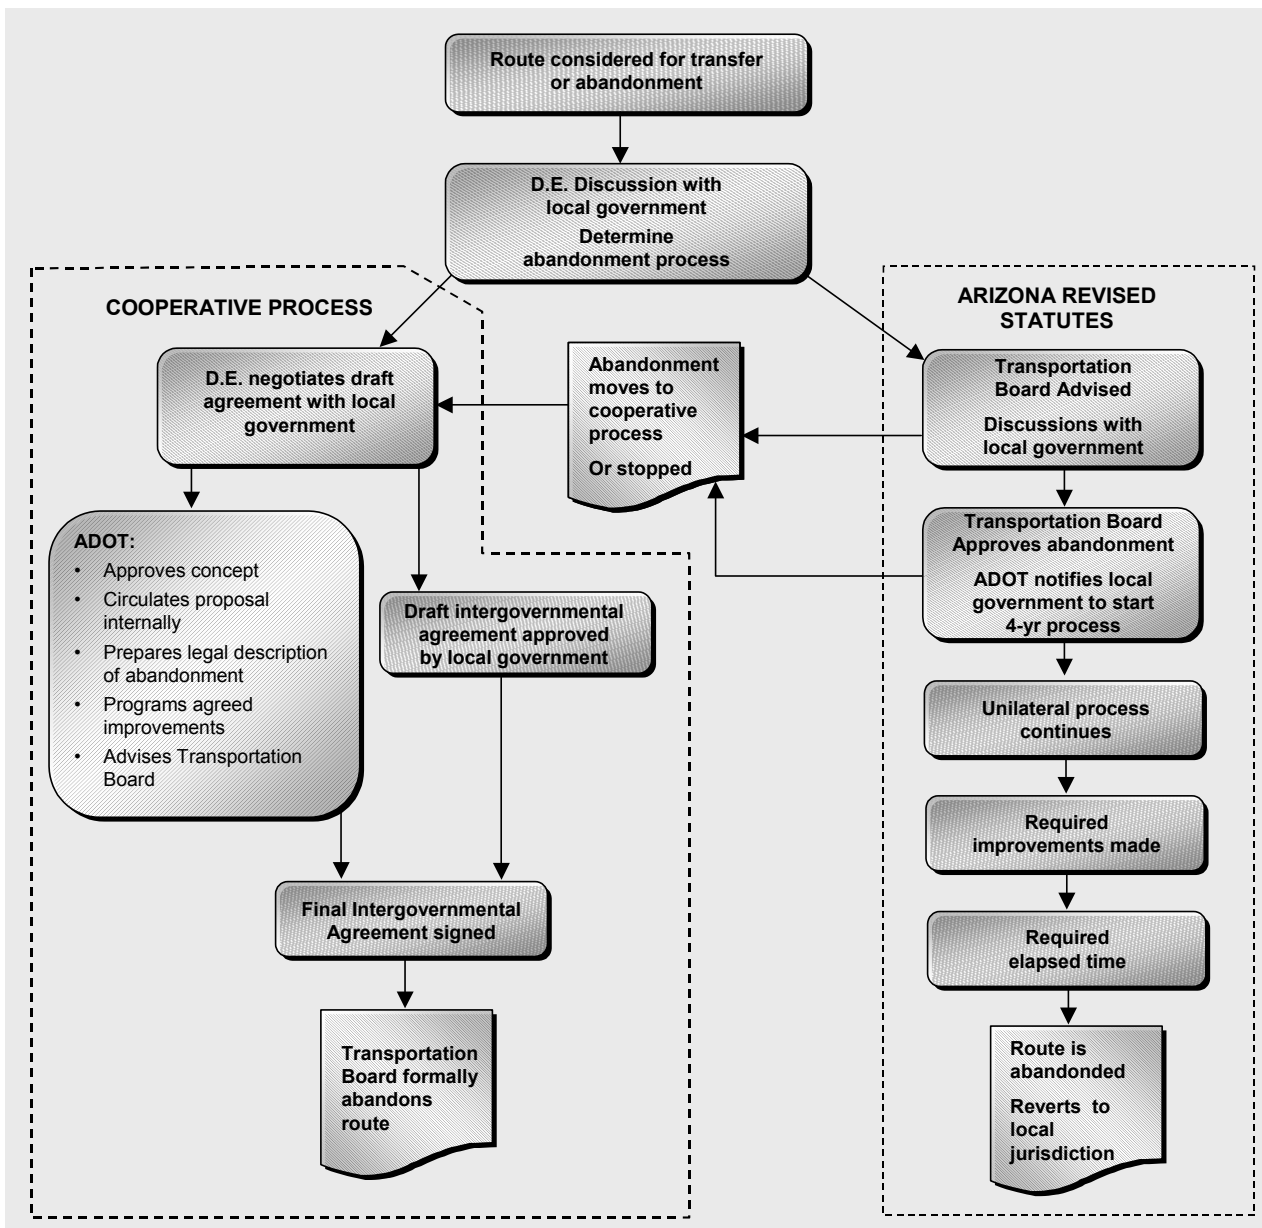 Route considered for transfer
or abandonment
D.E. Discussion with
local government
Determine
abandonment process
COOPERATIVE PROCESS
D.E. negotiates draft
agreement with local
government
ADOT:
• Approves concept
• Circulates proposal
internally
• Prepares legal description
of abandonment
• Programs agreed
improvements
• Advises Transportation
Board
Draft intergovernmental
agreement approved
by local government
Final Intergovernmental
Agreement signed
Transportation
Board formally
abandons
route
Abandonment
moves to
cooperative
process
Or stopped
ARIZONA REVISED
STATUTES
Transportation
Board Advised
Discussions with
local government
Transportation Board
Approves abandonment
ADOT notifies local
government to start
4-yr process
Unilateral process
continues
Required
improvements made
Required
elapsed time
Route is
abandonded
Reverts to
local
jurisdiction